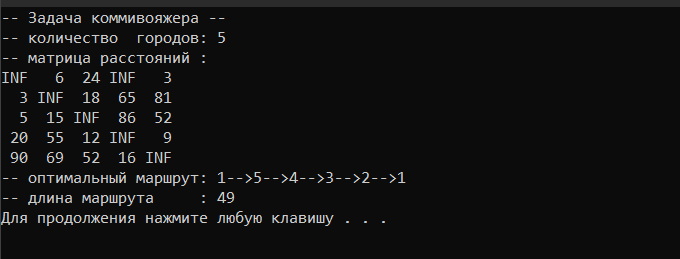 -- Задача коммивояжера --
-- количество  городов: 5
-- матрица расстояний :
INF   6  24 INF   3
  3 INF  18  65  81
  5  15 INF  86  52
 20  55  12 INF   9
 90  69  52  16 INF
-- оптимальный маршрут: 1-->5-->4-->3-->2-->1
-- длина маршрута     : 49
Для продолжения нажмите любую клавишу . . .